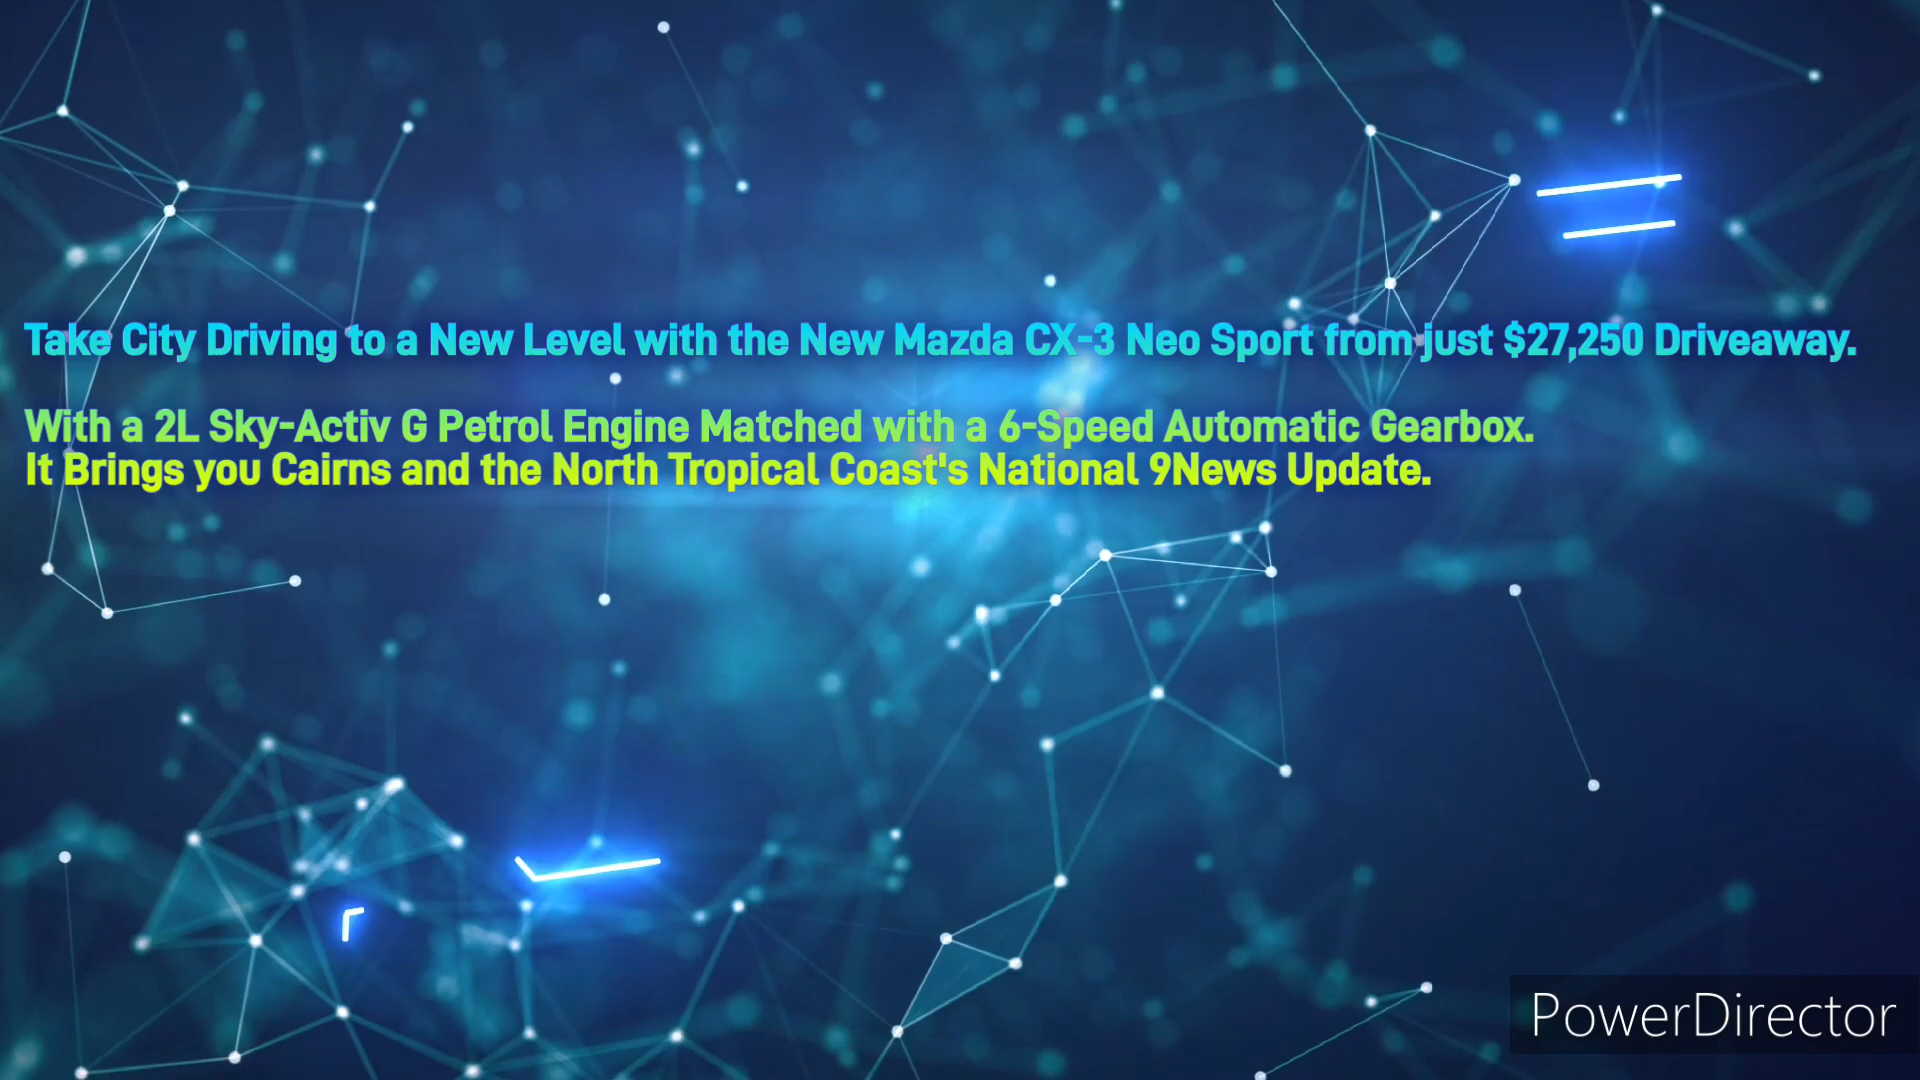 Take City Driving to a New Level with the New Mazda CX-3 Neo Sport from just $27,250 Driveaway.
With a 2L Sky-Activ G Petrol Engine Matched with a 6-Speed Automatic Gearbox.
It Brings you Cairns and the North Tropical Coast's National 9News Update.
PowerDirector